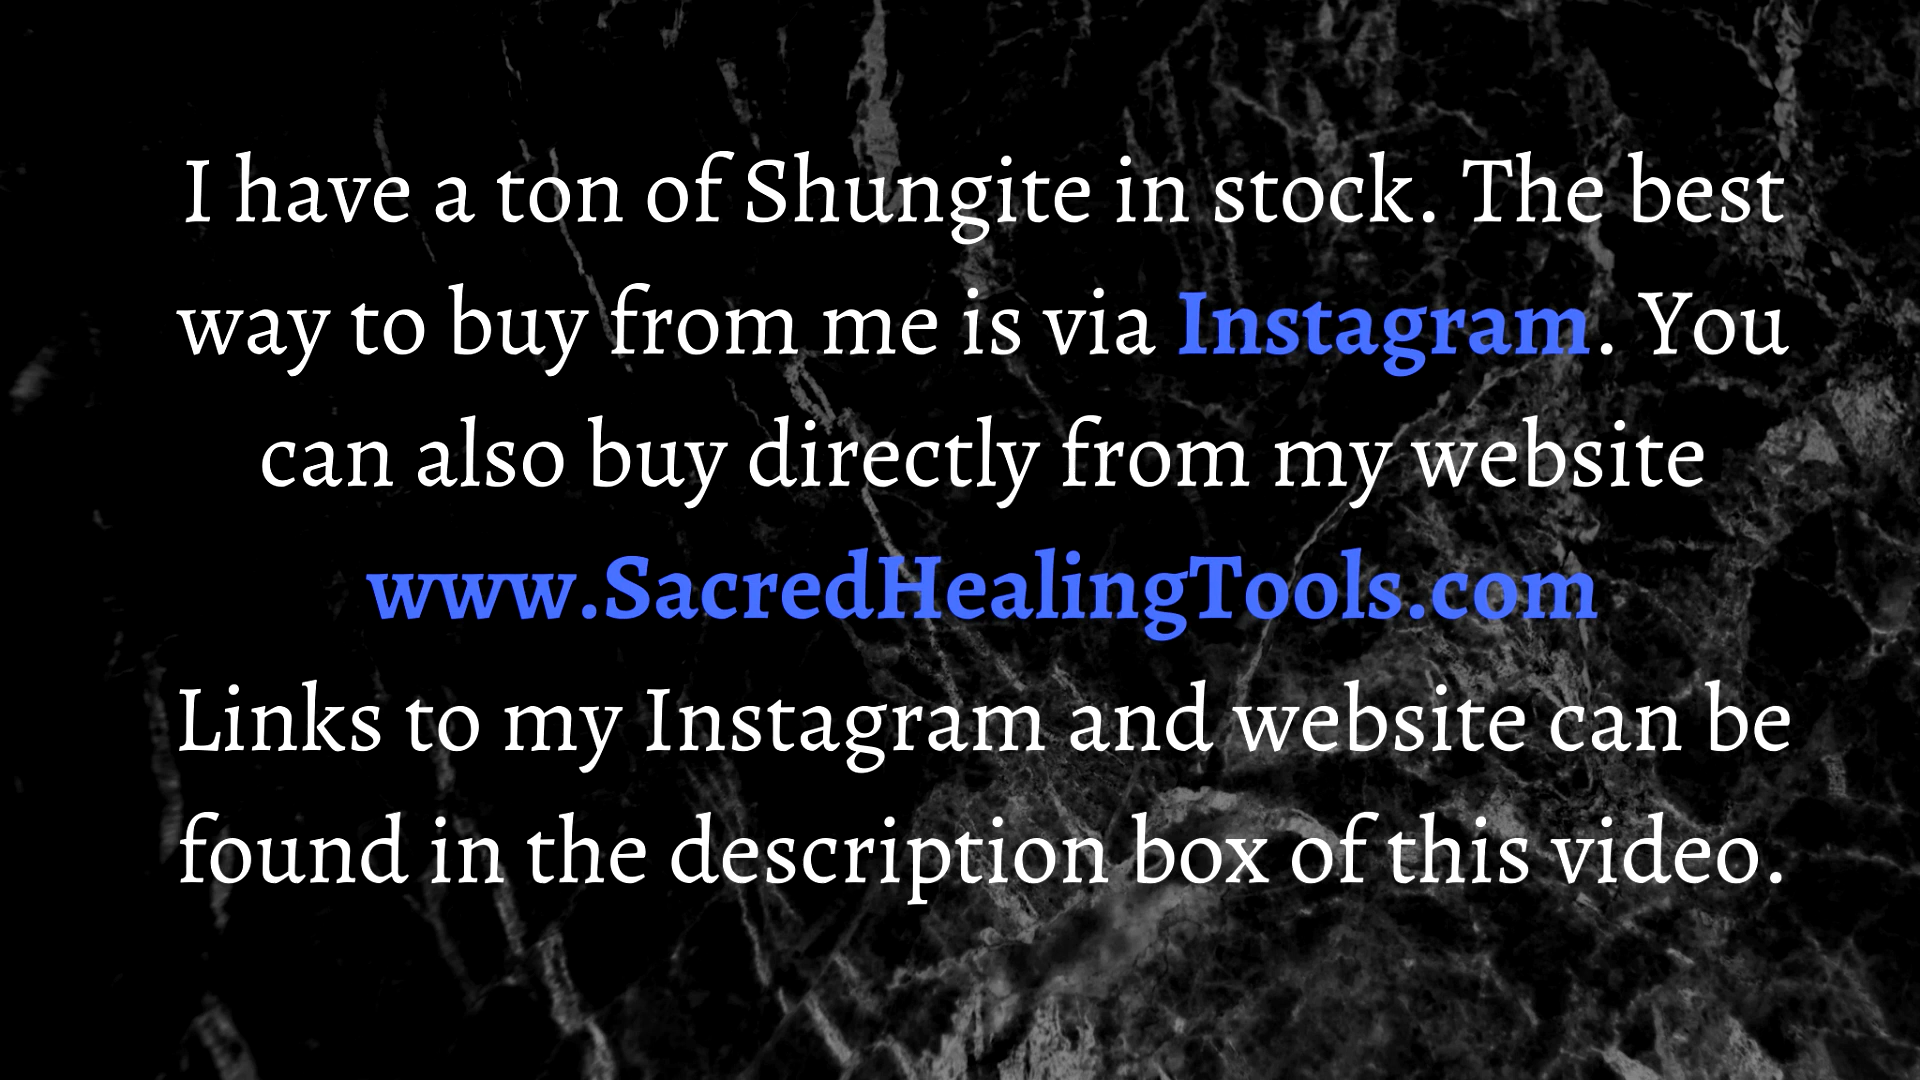 I have a ton of Shungite in stock. The best
way to buy from me is via Instagram. You
can also buy directly from my website
www.SacredHealingTools.com
Links to my Instagram and website can be
found in the description box of this video.